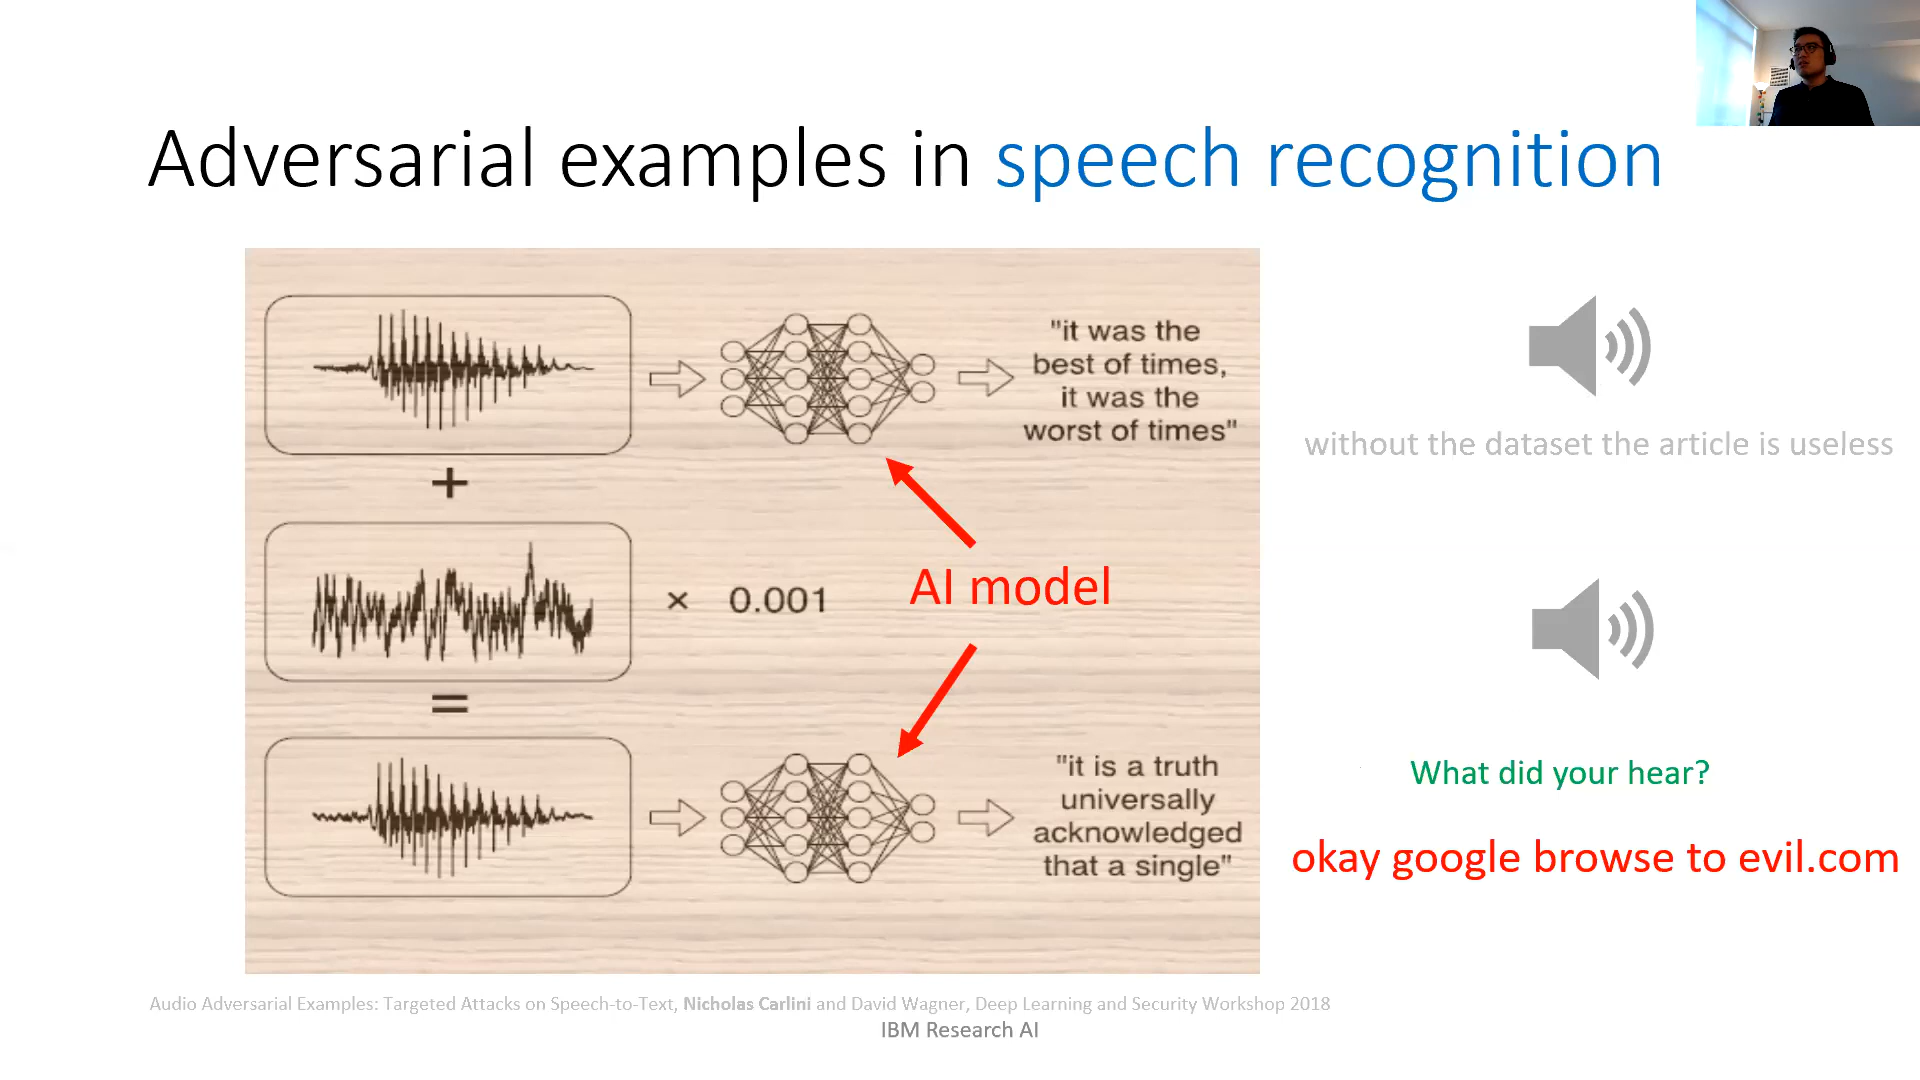 Adversarial examples in speech recognition
"it was the
best of times,
it was the
worst of times"
+
× 0.001
=
AI model
"it is a truth
universally
acknowledged
that a single"
without the dataset the article is useless
What did your hear?
okay google browse to evil.com
Audio Adversarial Examples: Targeted Attacks on Speech-to-Text, Nicholas Carlini and David Wagner, Deep Learning and Security Workshop 2018
IBM Research AI